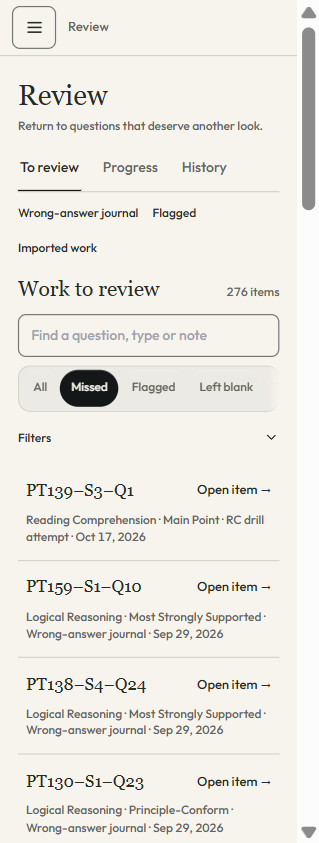 Review
Review
Return to questions that deserve another look.
To review Progress History
Wrong-answer journal Flagged
Imported work
Work to review 276 items
Find a question, type or note
All Missed Flagged Left blank
Filters
PT139–S3–Q1 Open item →
Reading Comprehension · Main Point · RC drill
attempt · Oct 17, 2026
PT159–S1–Q10 Open item →
Logical Reasoning · Most Strongly Supported ·
Wrong-answer journal · Sep 29, 2026
PT138–S4–Q24 Open item →
Logical Reasoning · Most Strongly Supported ·
Wrong-answer journal · Sep 29, 2026
PT130–S1–Q23 Open item →
Logical Reasoning · Principle-Conform ·
Wrong-answer journal · Sep 29, 2026